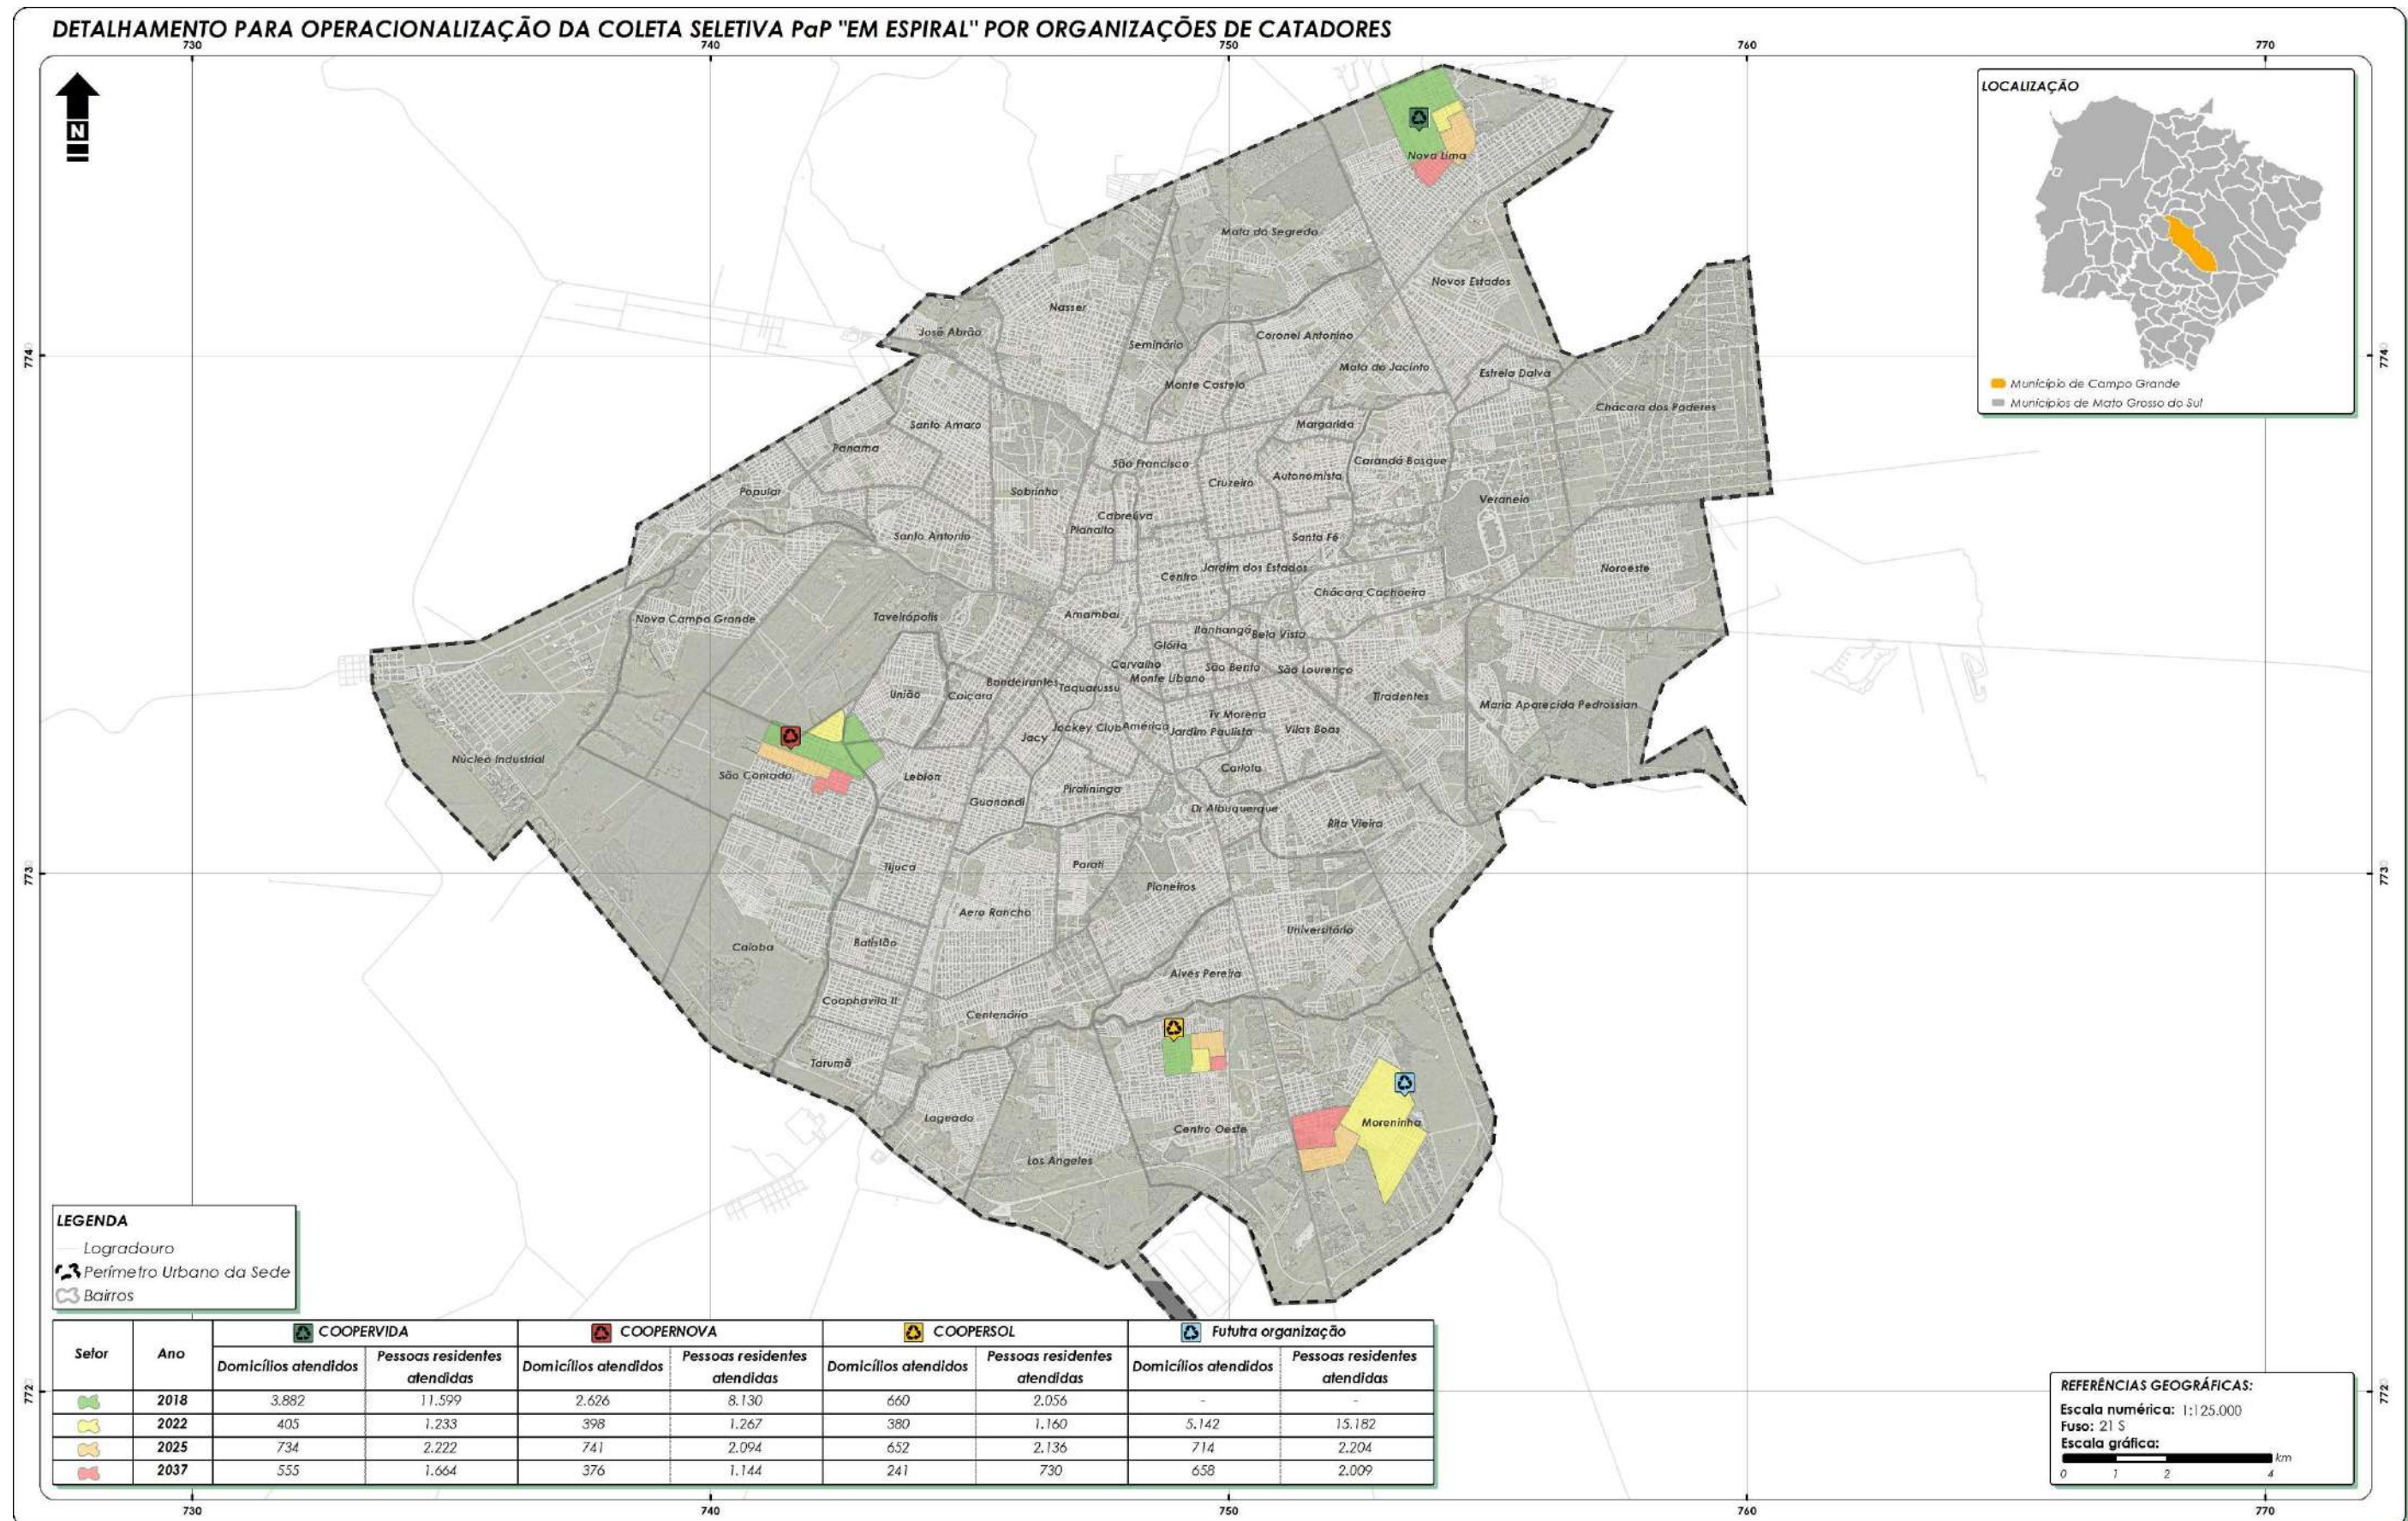 DETALHAMENTO PARA OPERACIONALIZAÇÃO DA COLETA SELETIVA PaP "EM ESPIRAL" POR ORGANIZAÇÕES DE CATADORES
730 740 750 760 770
N
LOCALIZAÇÃO
Município de Campo Grande
Municípios de Mato Grosso do Sul
Nova Lima
Mata do Segredo
Novos Estados
Nasser
José Abrão
Coronel Antonino
Seminário
774 774
Mata do Jacinto
Estrela Dalva
Monte Castelo
Chácara dos Poderes
Santo Amaro
Margarida
Panama
São Francisco
Carandá Bosque
Autonomista
Cruzeiro
Popular
Sobrinho
Veraneio
Cabreúva
Planalto
Santo Antonio
Santa Fé
Jardim dos Estados
Noroeste
Centro
Chácara Cachoeira
Amambaí
Taveirópolis
Nova Campo Grande
Itanhangá
Bela Vista
Glória
Carvalho
São Bento
São Lourenço
Monte Líbano
Bandeirantes
Taquarussu
União
Caiçara
Tiradentes
Maria Aparecida Pedrossian
Tv Morena
Jockey Club
América
Jardim Paulista
Vilas Boas
Jacy
Núcleo Industrial
São Conrado
Leblon
Carlota
Piratininga
Guanandi
Dr Albuquerque
Rita Vieira
Tijuca
Parati
773 773
Pioneiros
Aero Rancho
Universitário
Batistão
Caioba
Alves Pereira
Coophavila II
Centenário
Tarumã
Lageado
Moreninha
Centro Oeste
Los Angeles
LEGENDA
Logradouro
Perímetro Urbano da Sede
Bairros
Setor Ano COOPERVIDA COOPERNOVA COOPERSOL Fututra organização
Domicílios atendidos Pessoas residentes atendidas Domicílios atendidos Pessoas residentes atendidas Domicílios atendidos Pessoas residentes atendidas Domicílios atendidos Pessoas residentes atendidas
2018 3.882 11.599 2.626 8.130 660 2.056 - -
2022 405 1.233 398 1.267 380 1.160 5.142 15.182
2025 734 2.222 741 2.094 652 2.136 714 2.204
2037 555 1.664 376 1.144 241 730 658 2.009
772 772
REFERÊNCIAS GEOGRÁFICAS:
Escala numérica: 1:125.000
Fuso: 21 S
Escala gráfica:
km
0 1 2 4
730 740 750 760 770